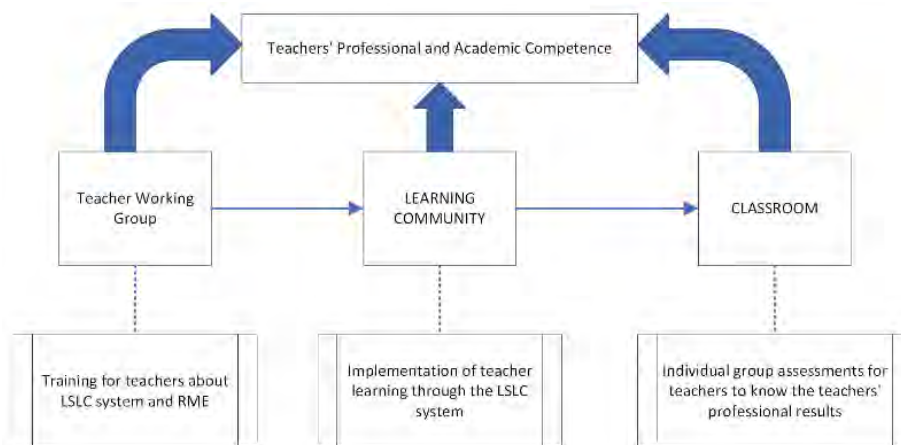 Teachers' Professional and Academic Competence
Teacher Working
Group
LEARNING
COMMUNITY
CLASSROOM
Training for teachers about
LSLC system and RME
Implementation of teacher
learning through the LSLC
system
Individual group assessments for
teachers to know the teachers'
professional results